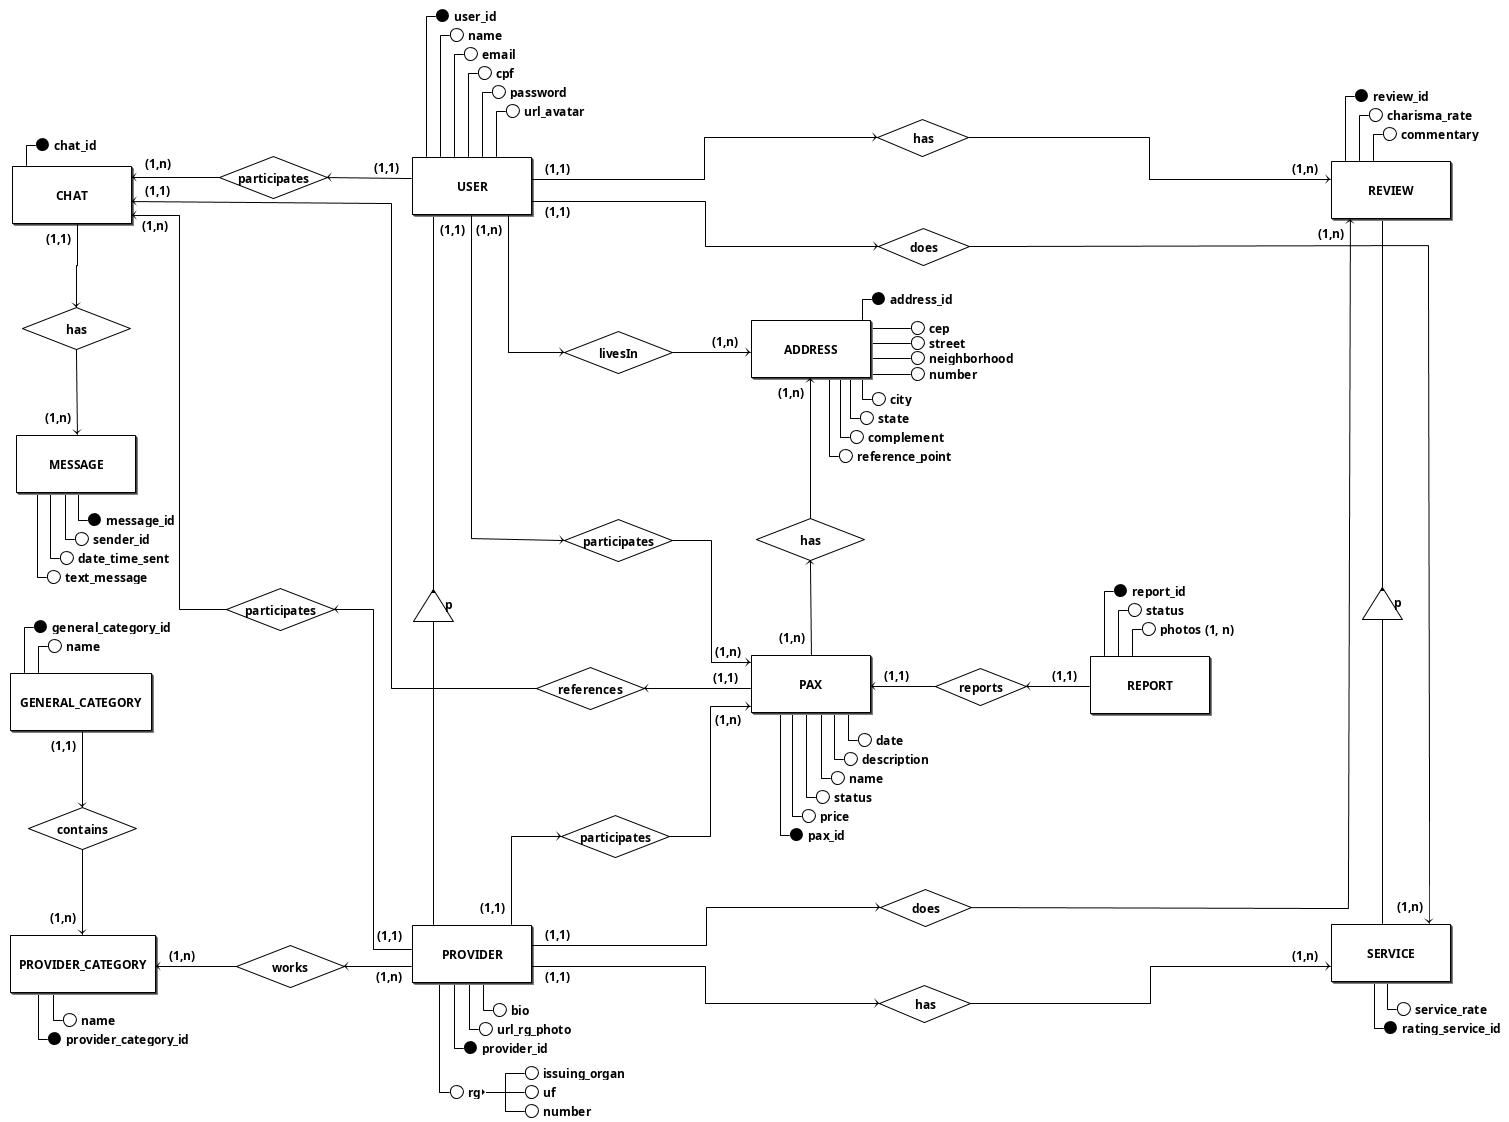 user_id
name
email
cpf
password
url_avatar
review_id
charisma_rate
commentary
chat_id
(1,n)
participates
(1,1)
USER
(1,1)
has
(1,n)
REVIEW
CHAT
(1,1)
(1,n)
(1,1)
(1,1)
(1,n)
(1,1)
does
(1,n)
has
address_id
livesIn
(1,n)
ADDRESS
cep
street
neighborhood
number
(1,n)
city
state
complement
reference_point
(1,n)
MESSAGE
message_id
sender_id
date_time_sent
text_message
participates
has
participates
p
report_id
status
photos (1, n)
p
general_category_id
name
GENERAL_CATEGORY
(1,n)
(1,n)
references
(1,1)
PAX
(1,1)
reports
(1,1)
REPORT
(1,n)
(1,1)
date
description
name
status
price
pax_id
contains
participates
(1,n)
(1,1)
(1,1)
(1,1)
does
(1,n)
PROVIDER_CATEGORY
(1,n)
works
(1,n)
PROVIDER
(1,1)
has
(1,n)
SERVICE
name
provider_category_id
bio
url_rg_photo
provider_id
rg
issuing_organ
uf
number
service_rate
rating_service_id